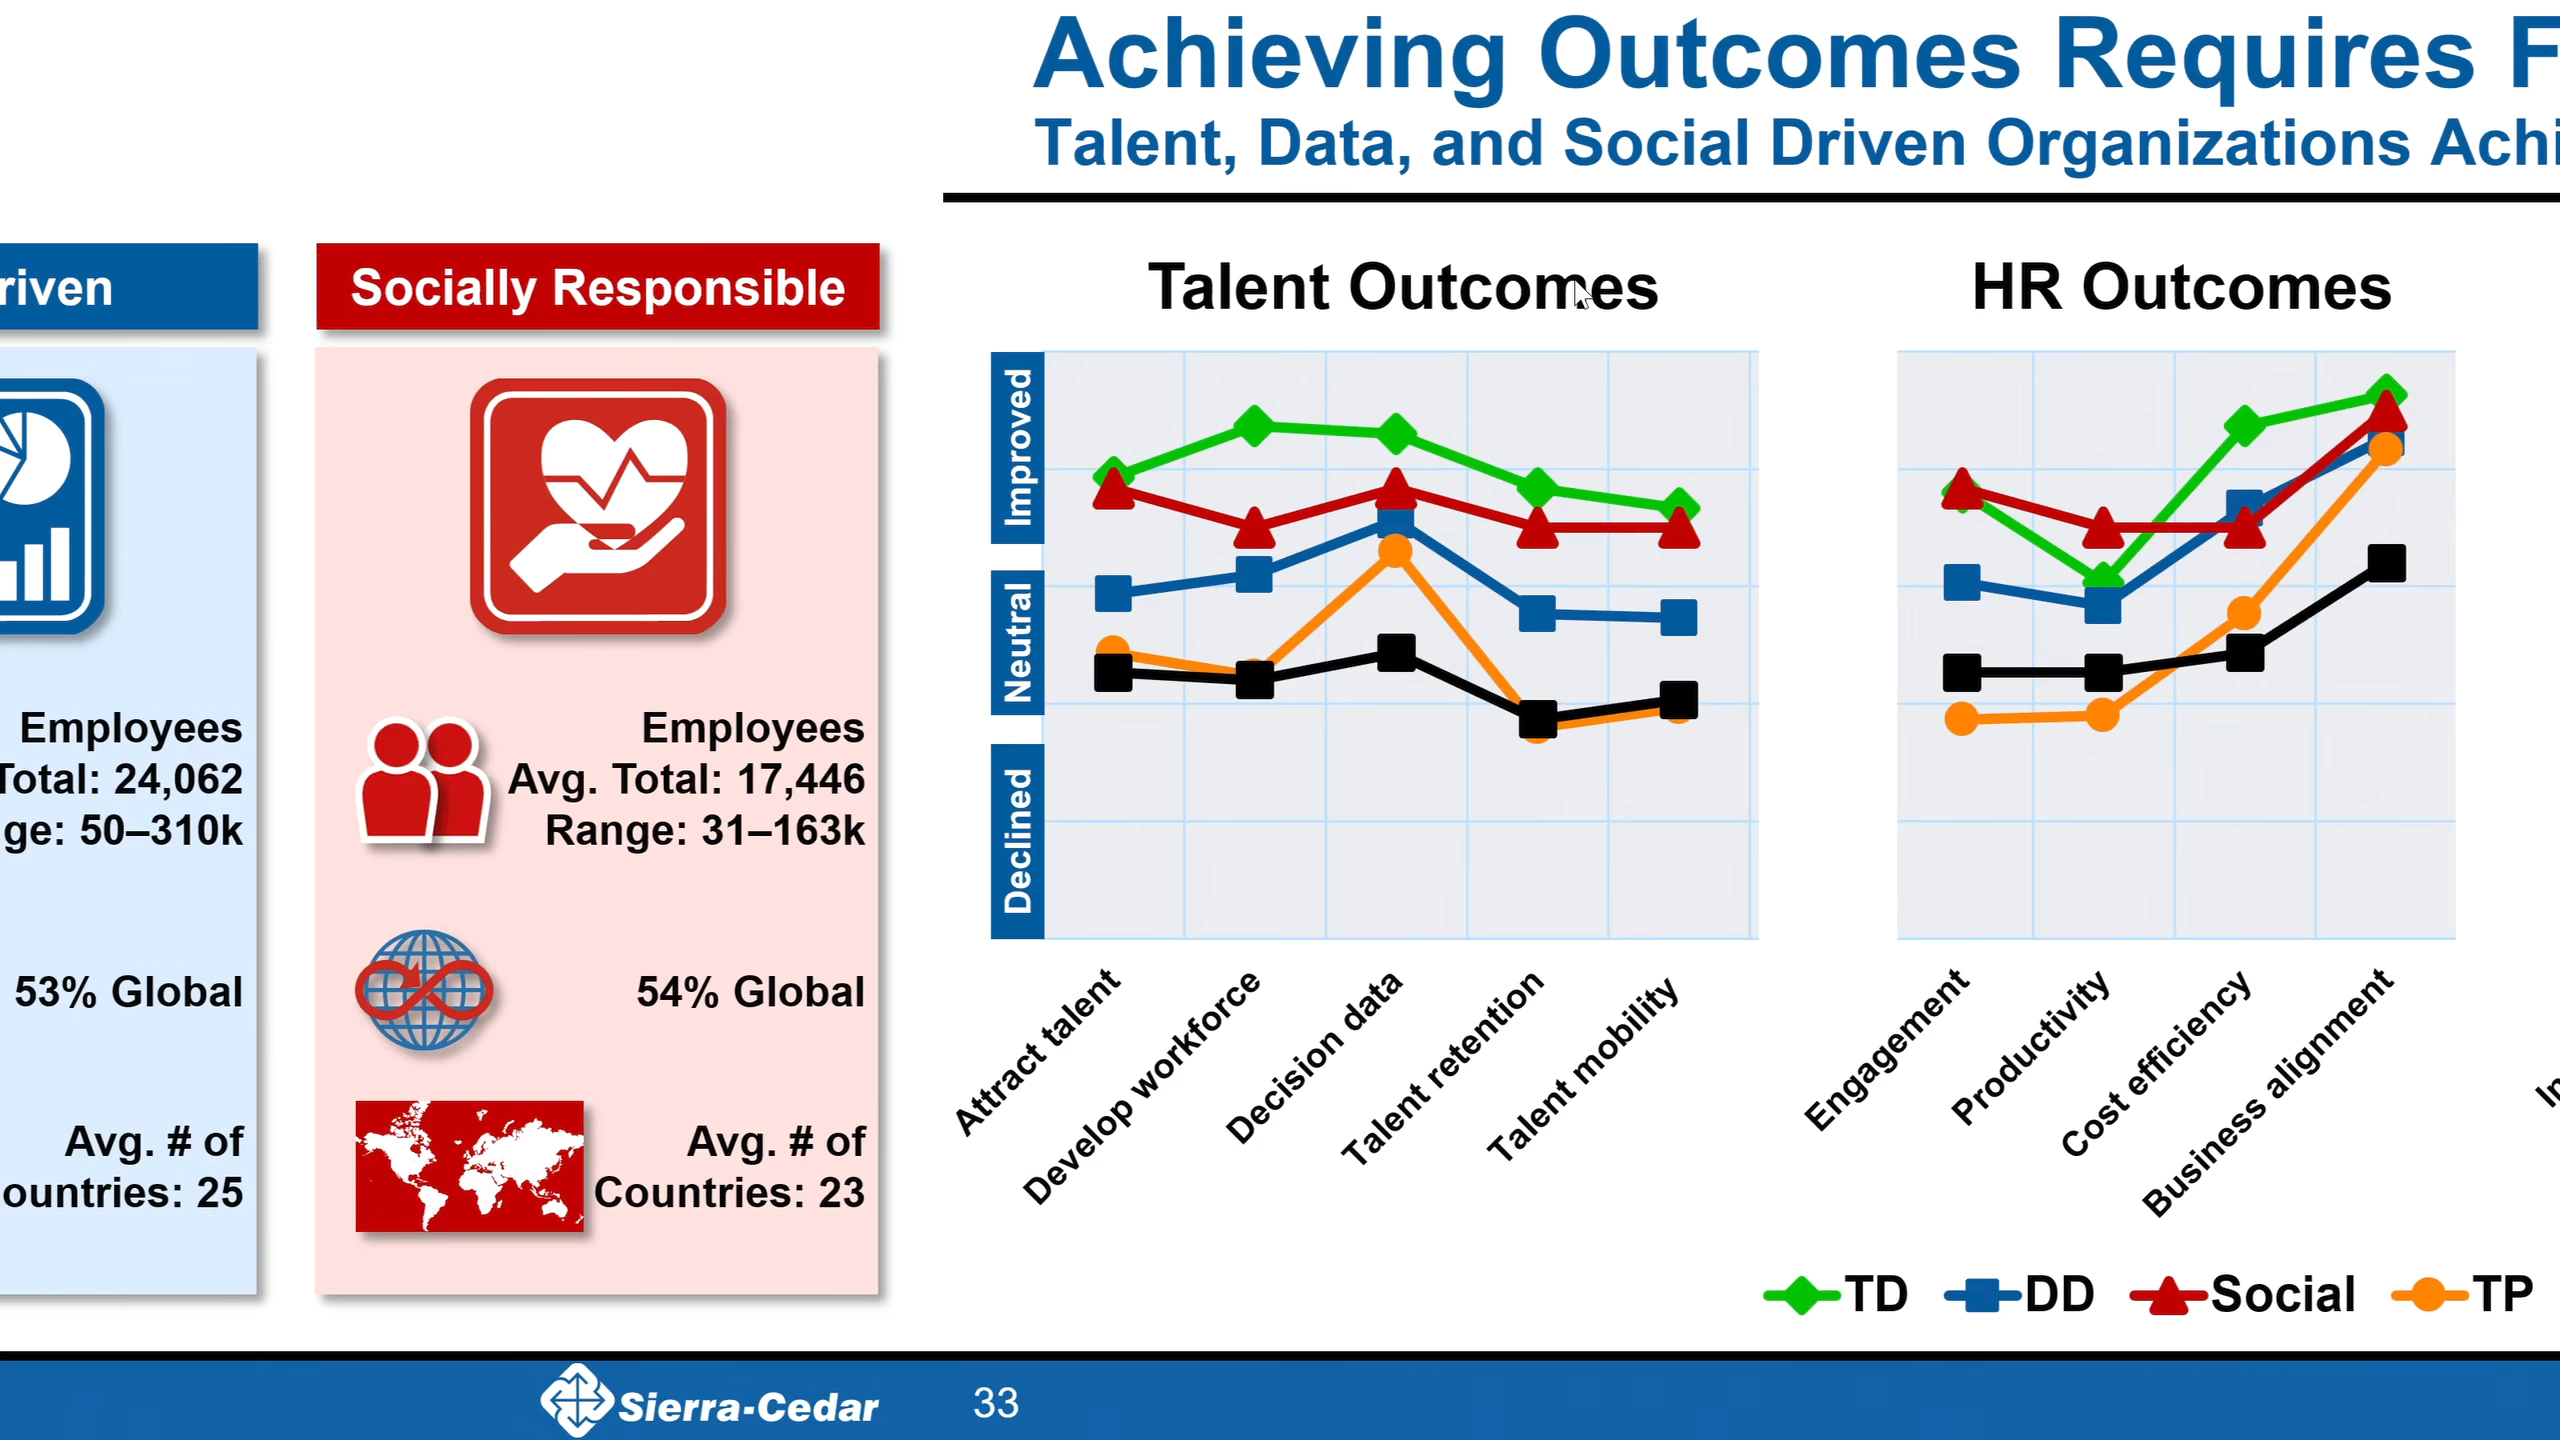 Achieving Outcomes Requires F
Talent, Data, and Social Driven Organizations Achi
riven
Employees
Total: 24,062
ge: 50–310k
53% Global
Avg. # of
ountries: 25
Socially Responsible
Employees
Avg. Total: 17,446
Range: 31–163k
54% Global
Avg. # of
Countries: 23
Talent Outcomes
Improved
Neutral
Declined
Attract talent
Develop workforce
Decision data
Talent retention
Talent mobility
HR Outcomes
Engagement
Productivity
Cost efficiency
Business alignment
In
TD
DD
Social
TP
Sierra-Cedar
33